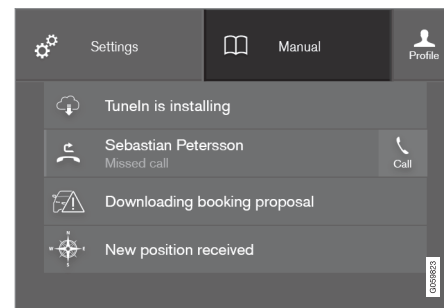 Settings
Manual
Profile
TuneIn is installing
Sebastian Petersson
Missed call
Call
Downloading booking proposal
New position received
G059823